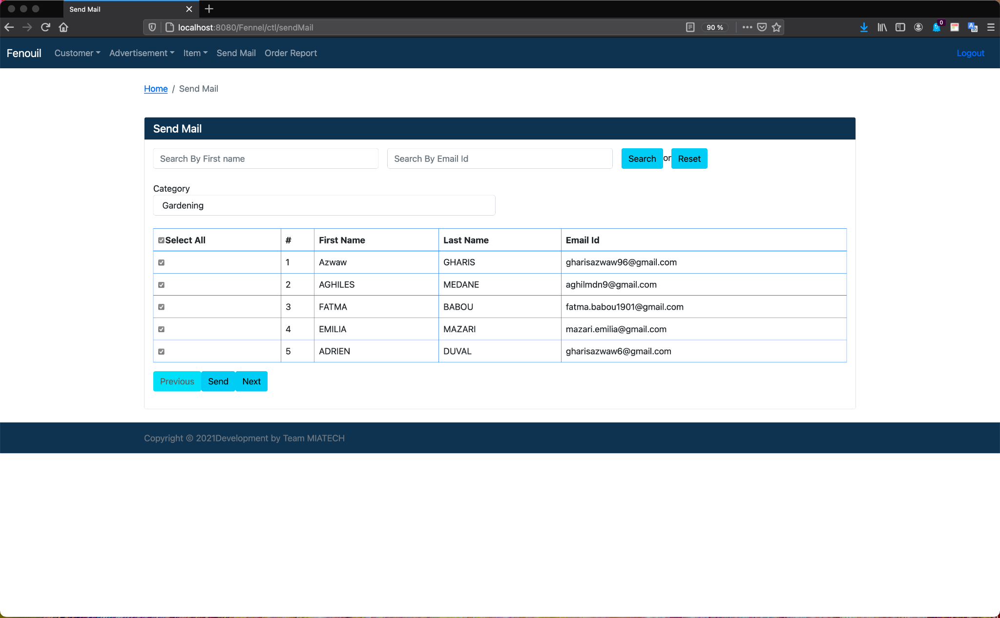 Send Mail
localhost:8080/Fennel/ctl/sendMail
90 %
0
Fenouil Customer Advertisement Item Send Mail Order Report Logout
Home / Send Mail
Send Mail
Search By First name Search By Email Id Search or Reset
Category
Gardening
Select All # First Name Last Name Email Id
1 Azwaw GHARIS gharisazwaw96@gmail.com
2 AGHILES MEDANE aghilmdn9@gmail.com
3 FATMA BABOU fatma.babou1901@gmail.com
4 EMILIA MAZARI mazari.emilia@gmail.com
5 ADRIEN DUVAL gharisazwaw6@gmail.com
Previous Send Next
Copyright © 2021Development by Team MIATECH